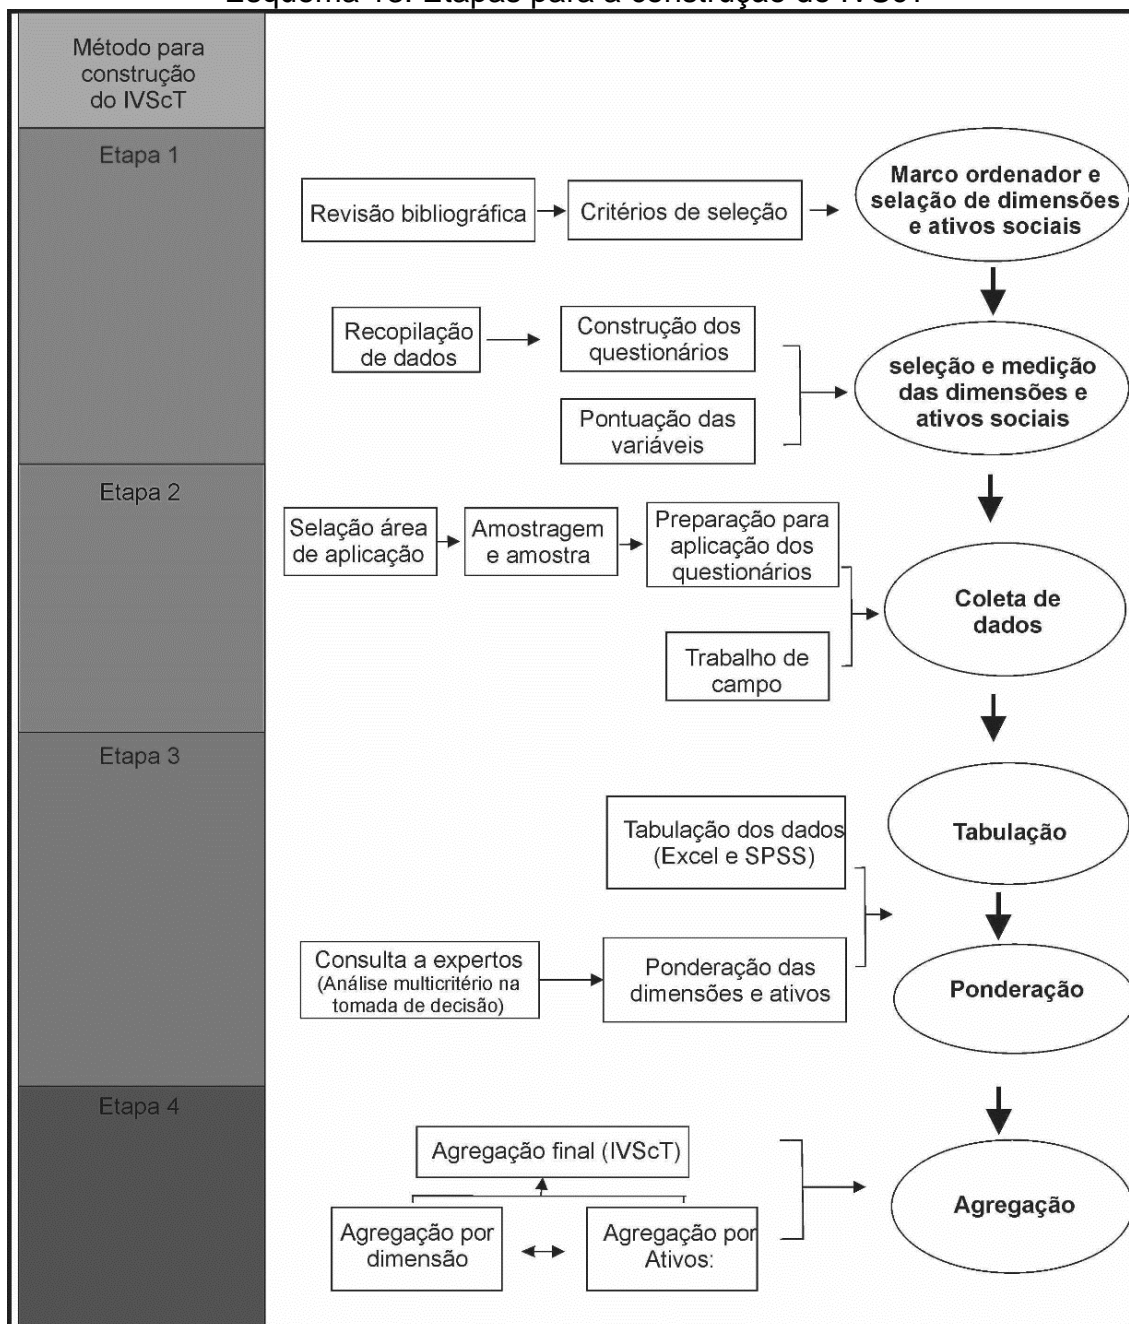 Método para
construção
do IVScT
Etapa 1
Revisão bibliográfica
Critérios de seleção
Marco ordenador e
selação de dimensões
e ativos sociais
Recopilação
de dados
Construção dos
questionários
Pontuação das
variáveis
seleção e medição
das dimensões e
ativos sociais
Etapa 2
Selação área
de aplicação
Amostragem
e amostra
Preparação para
aplicação dos
questionários
Trabalho de
campo
Coleta de
dados
Etapa 3
Tabulação dos dados
(Excel e SPSS)
Tabulação
Consulta a expertos
(Análise multicritério na
tomada de decisão)
Ponderação das
dimensões e ativos
Ponderação
Etapa 4
Agregação final (IVScT)
Agregação por
dimensão
Agregação por
Ativos:
Agregação